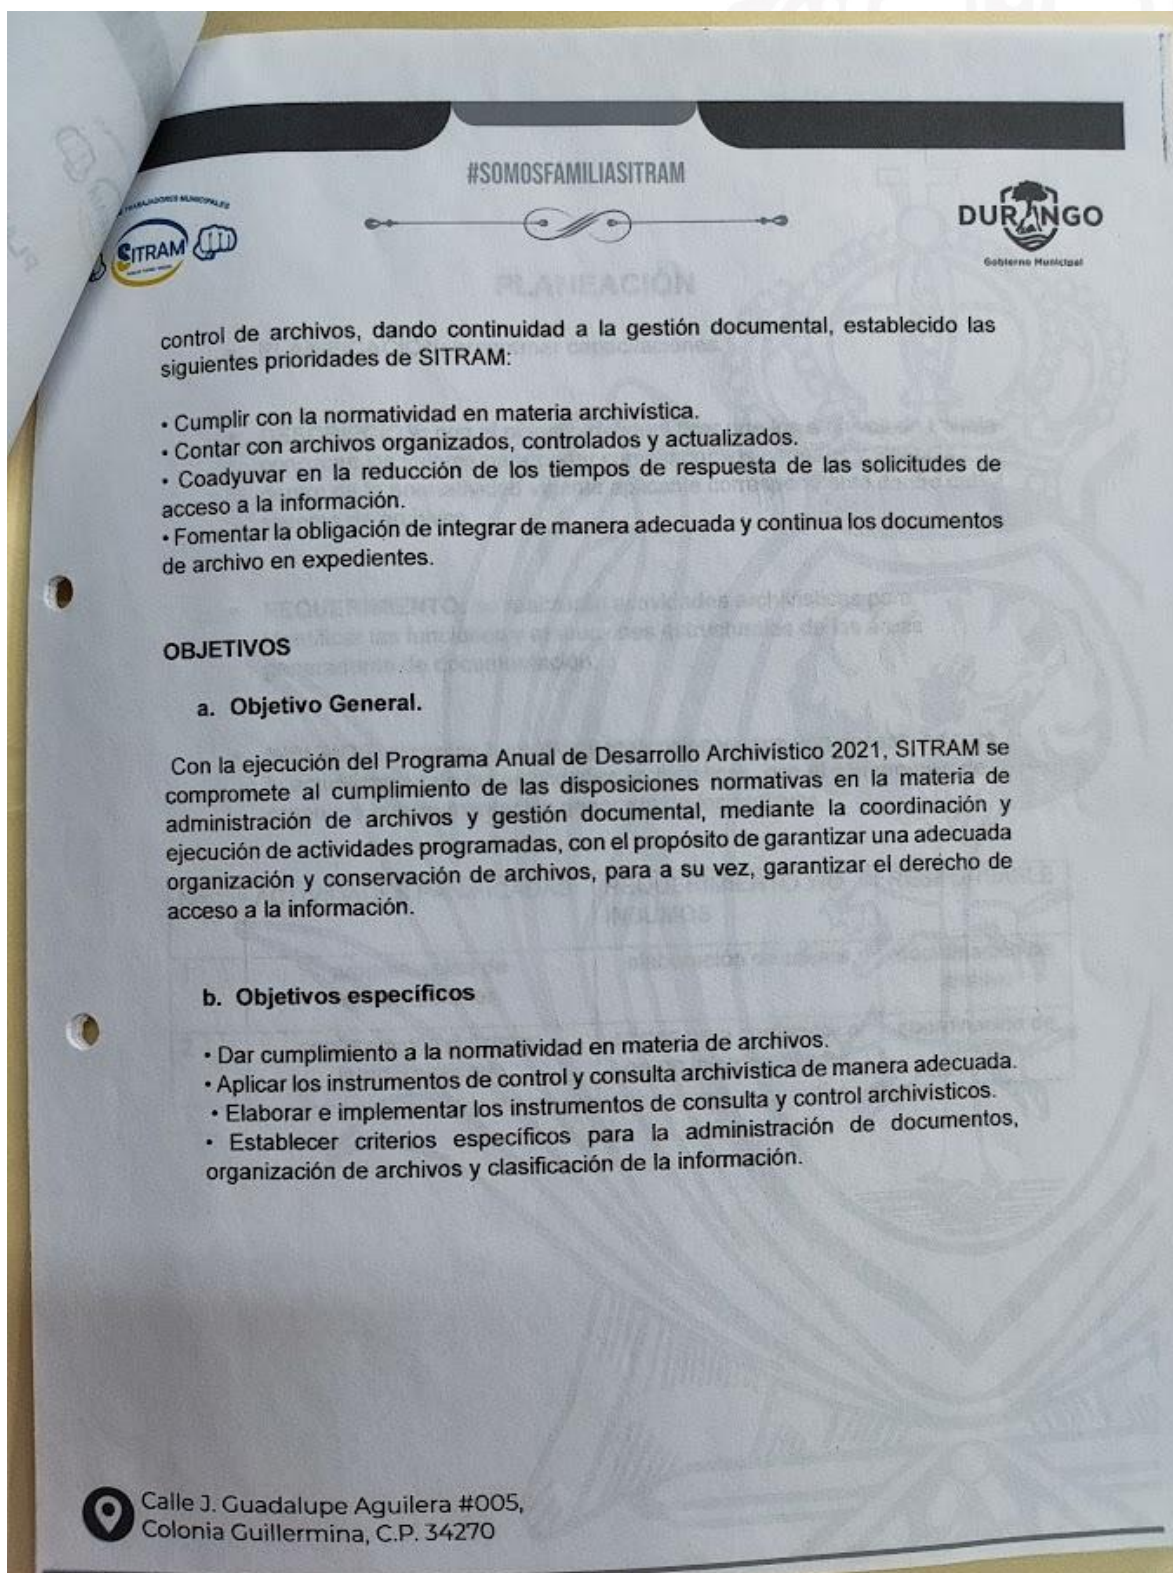 #SOMOSFAMILIASITRAM
TRABAJADORES MUNICIPALES
SITRAM
DURANGO
Gobierno Municipal
PLANEACIÓN
control de archivos, dando continuidad a la gestión documental, establecido las
siguientes prioridades de SITRAM:
• Cumplir con la normatividad en materia archivística.
• Contar con archivos organizados, controlados y actualizados.
• Coadyuvar en la reducción de los tiempos de respuesta de las solicitudes de
acceso a la información.
• Fomentar la obligación de integrar de manera adecuada y continua los documentos
de archivo en expedientes.
OBJETIVOS
a. Objetivo General.
Con la ejecución del Programa Anual de Desarrollo Archivístico 2021, SITRAM se
compromete al cumplimiento de las disposiciones normativas en la materia de
administración de archivos y gestión documental, mediante la coordinación y
ejecución de actividades programadas, con el propósito de garantizar una adecuada
organización y conservación de archivos, para a su vez, garantizar el derecho de
acceso a la información.
b. Objetivos específicos
• Dar cumplimiento a la normatividad en materia de archivos.
• Aplicar los instrumentos de control y consulta archivística de manera adecuada.
• Elaborar e implementar los instrumentos de consulta y control archivísticos.
• Establecer criterios específicos para la administración de documentos,
organización de archivos y clasificación de la información.
Calle J. Guadalupe Aguilera #005,
Colonia Guillermina, C.P. 34270